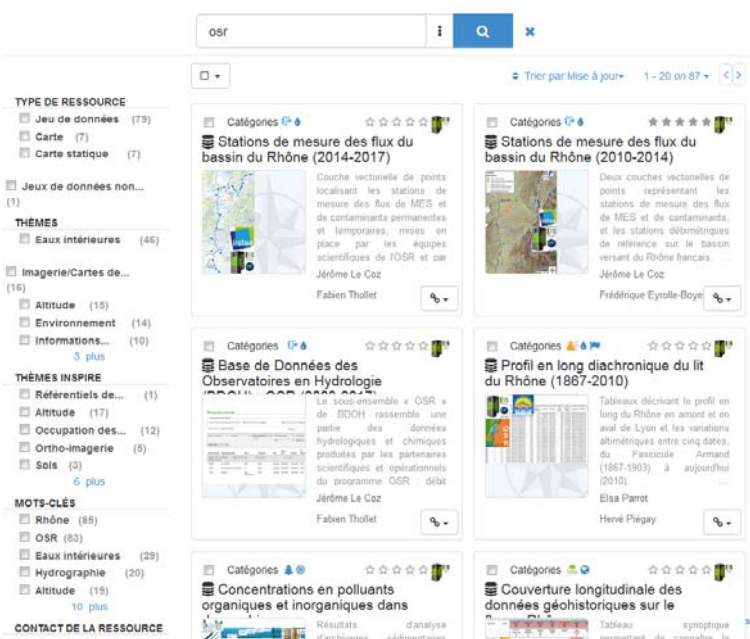 osr
Trier par Mise à jour
1 - 20 on 87
TYPE DE RESSOURCE
Jeu de données (79)
Carte (7)
Carte statique (7)
Jeux de données non...
(1)
THÈMES
Eaux intérieures (46)
Imagerie/Cartes de...
(16)
Altitude (15)
Environnement (14)
Informations... (10)
3 plus
THÈMES INSPIRE
Référentiels de... (1)
Altitude (17)
Occupation des... (12)
Ortho-imagerie (5)
Sols (3)
6 plus
MOTS-CLÉS
Rhône (85)
OSR (83)
Eaux intérieures (29)
Hydrographie (20)
Altitude (19)
10 plus
CONTACT DE LA RESSOURCE
Catégories
Stations de mesure des flux du
bassin du Rhône (2014-2017)
Couche vectorielle de points
localisant les stations de
mesure des flux de MES et
de contaminants permanentes
et temporaires, mises en
place par les équipes
scientifiques de l'OSR et par
Jérôme Le Coz
Fabien Thollet
Catégories
Stations de mesure des flux du
bassin du Rhône (2010-2014)
Deux couches vectorielles de
points représentant les
stations de mesure des flux
de MES et de contaminants,
et les stations débimétriques
de référence sur le bassin
versant du Rhône français. ...
Jérôme Le Coz
Frédérique Eyrolle-Boye
Catégories
Base de Données des
Observatoires en Hydrologie
Le sous-ensemble « OSR »
de BDOH rassemble une
partie des données
hydrologiques et chimiques
produites par les partenaires
scientifiques et opérationnels
du programme OSR : débit
Jérôme Le Coz
Fabien Thollet
Catégories
Profil en long diachronique du lit
du Rhône (1867-2010)
Tableaux décrivant le profil en
long du Rhône en amont et en
aval de Lyon et les variations
altimétriques entre cinq dates,
du Fascicule Armand
(1867-1903) à aujourd'hui
(2010). ...
Elsa Parrot
Hervé Piégay
Catégories
Concentrations en polluants
organiques et inorganiques dans
Résultats d'analyse
d'archives sédimentaires
Catégories
Couverture longitudinale des
données géohistoriques sur le
Tableau synoptique
permettant de connaître la